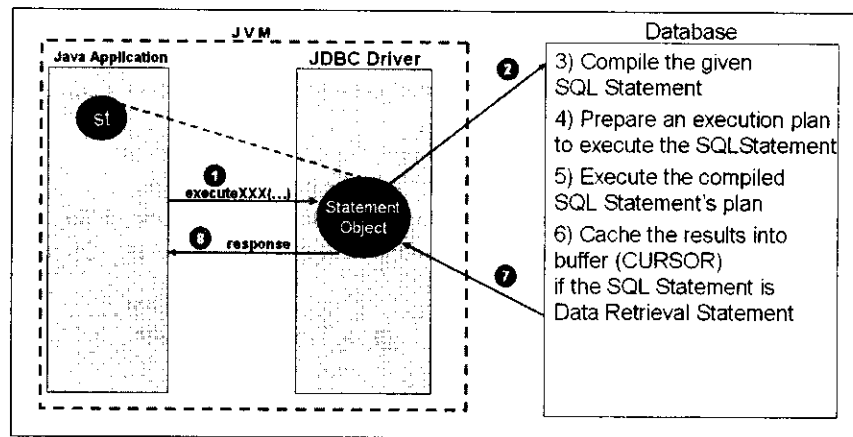 JVM
Java Application
JDBC Driver
Database
st
1
executeXXX(...)
Statement
Object
8
response
2
7
3) Compile the given
SQL Statement
4) Prepare an execution plan
to execute the SQLStatement
5) Execute the compiled
SQL Statement's plan
6) Cache the results into
buffer (CURSOR)
if the SQL Statement is
Data Retrieval Statement